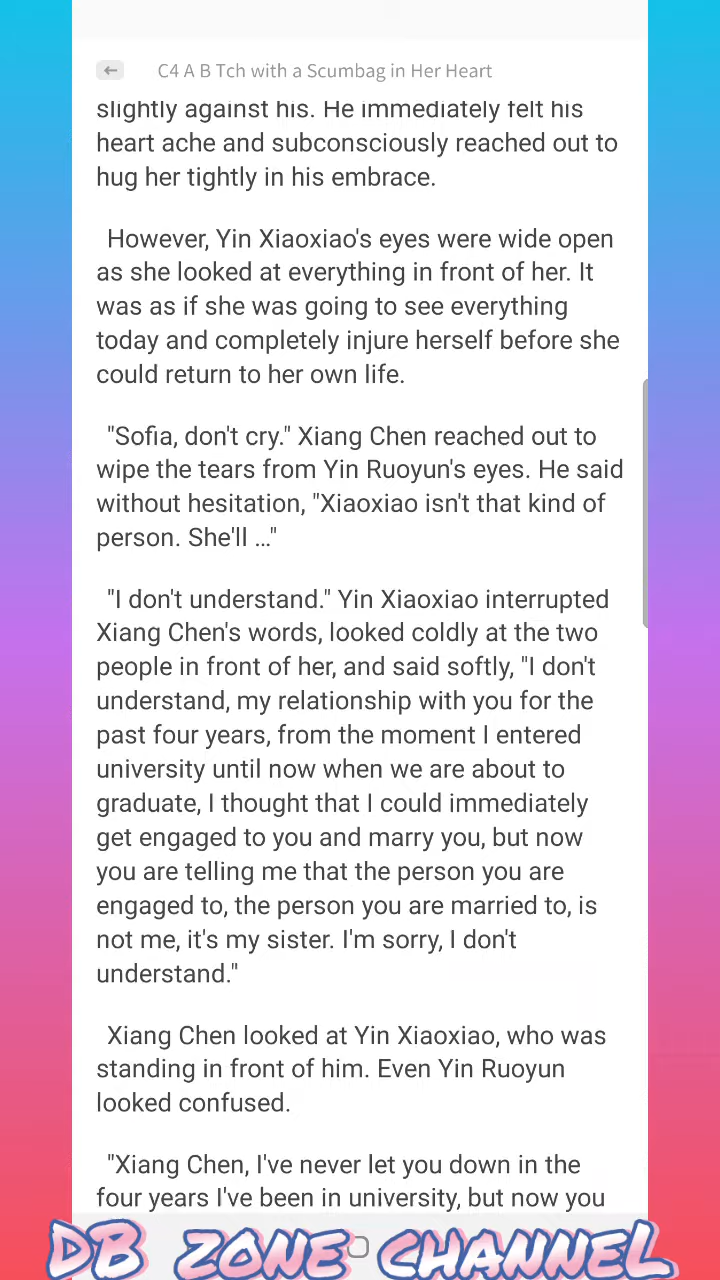 C4 A B Tch with a Scumbag in Her Heart
slightly against his. He immediately felt his
heart ache and subconsciously reached out to
hug her tightly in his embrace.
However, Yin Xiaoxiao's eyes were wide open
as she looked at everything in front of her. It
was as if she was going to see everything
today and completely injure herself before she
could return to her own life.
"Sofia, don't cry." Xiang Chen reached out to
wipe the tears from Yin Ruoyun's eyes. He said
without hesitation, "Xiaoxiao isn't that kind of
person. She'll ..."
"I don't understand." Yin Xiaoxiao interrupted
Xiang Chen's words, looked coldly at the two
people in front of her, and said softly, "I don't
understand, my relationship with you for the
past four years, from the moment I entered
university until now when we are about to
graduate, I thought that I could immediately
get engaged to you and marry you, but now
you are telling me that the person you are
engaged to, the person you are married to, is
not me, it's my sister. I'm sorry, I don't
understand."
Xiang Chen looked at Yin Xiaoxiao, who was
standing in front of him. Even Yin Ruoyun
looked confused.
"Xiang Chen, I've never let you down in the
four years I've been in university, but now you
DB ZONE CHANNEL